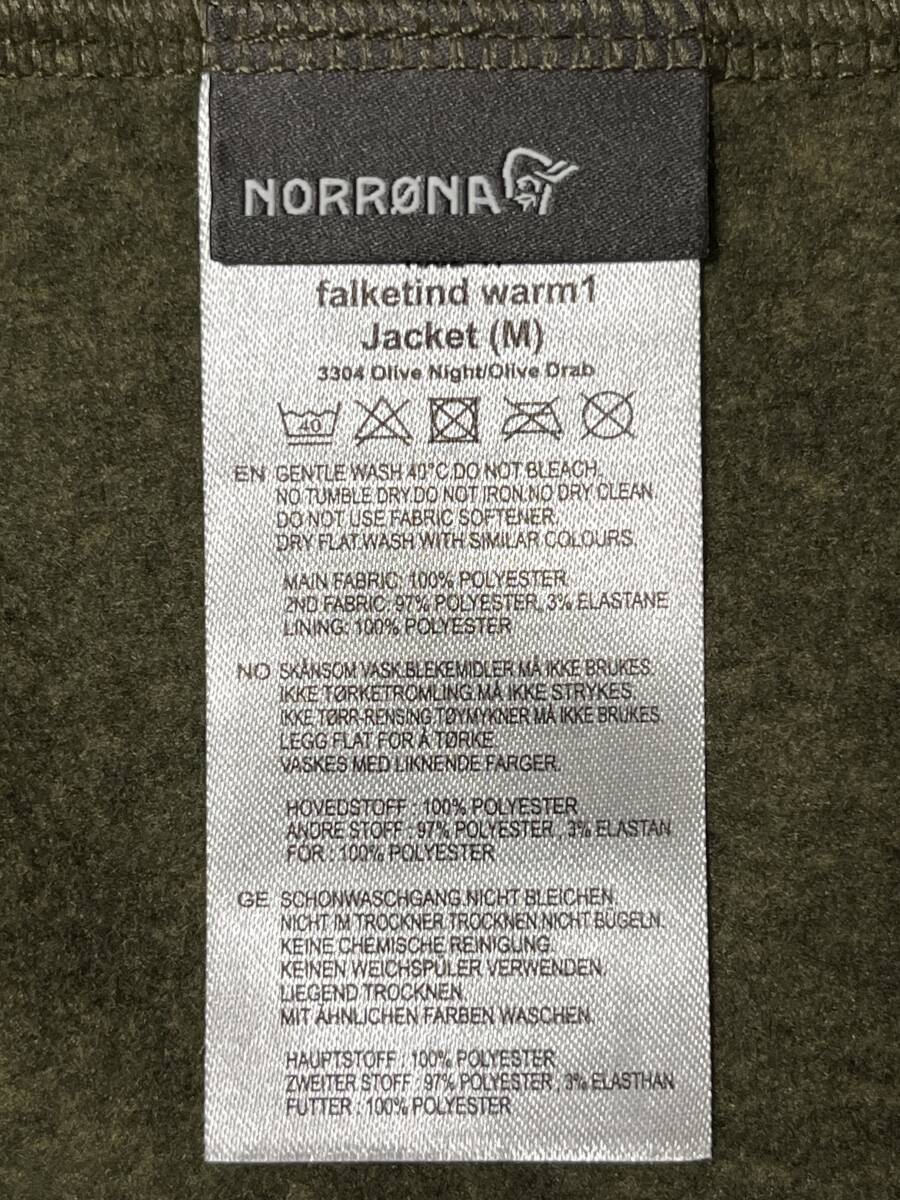 NORRØNA
falketind warm1
Jacket (M)
3304 Olive Night/Olive Drab
40
EN GENTLE WASH 40°C.DO NOT BLEACH.
NO TUMBLE DRY.DO NOT IRON.NO DRY CLEAN.
DO NOT USE FABRIC SOFTENER.
DRY FLAT.WASH WITH SIMILAR COLOURS.
MAIN FABRIC: 100% POLYESTER
2ND FABRIC: 97% POLYESTER, 3% ELASTANE
LINING: 100% POLYESTER
NO SKÅNSOM VASK.BLEKEMIDLER MÅ IKKE BRUKES.
IKKE TØRKETROMLING.MÅ IKKE STRYKES.
IKKE TØRR-RENSING.TØYMYKNER MÅ IKKE BRUKES.
LEGG FLAT FOR Å TØRKE.
VASKES MED LIKNENDE FARGER.
HOVEDSTOFF : 100% POLYESTER
ANDRE STOFF : 97% POLYESTER , 3% ELASTAN
FÔR : 100% POLYESTER
GE SCHONWASCHGANG.NICHT BLEICHEN.
NICHT IM TROCKNER TROCKNEN.NICHT BÜGELN.
KEINE CHEMISCHE REINIGUNG.
KEINEN WEICHSPÜLER VERWENDEN.
LIEGEND TROCKNEN.
MIT ÄHNLICHEN FARBEN WASCHEN.
HAUPTSTOFF : 100% POLYESTER
ZWEITER STOFF : 97% POLYESTER , 3% ELASTHAN
FUTTER : 100% POLYESTER